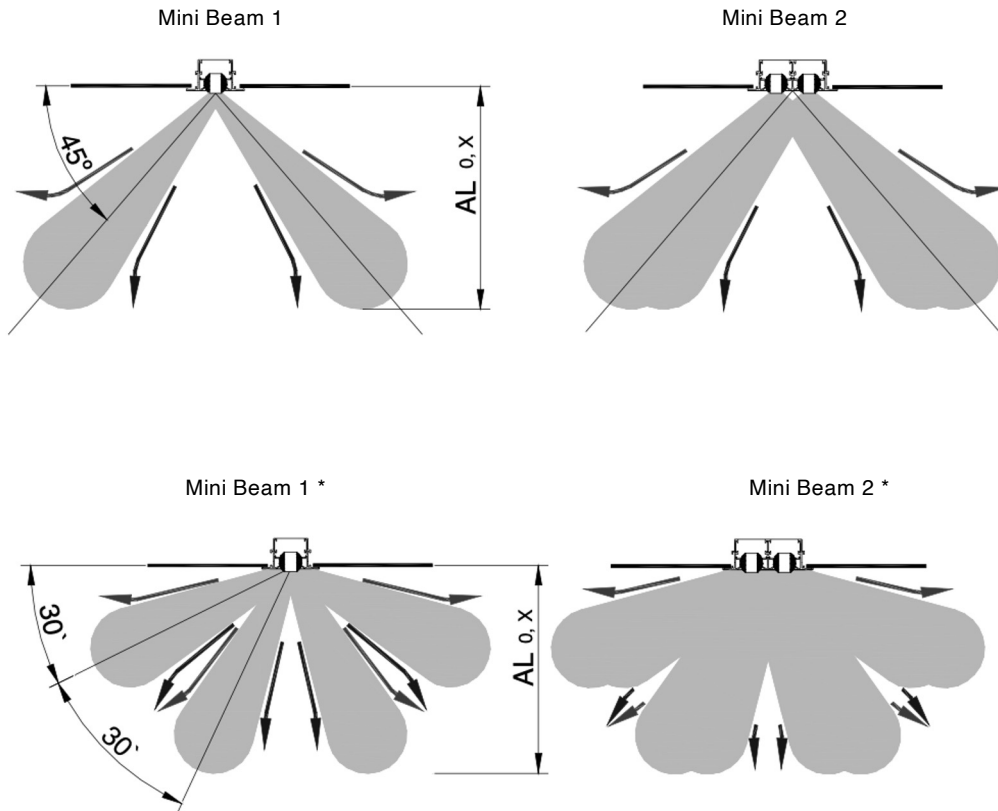 Mini Beam 1
Mini Beam 2
45°
AL 0, X
Mini Beam 1 *
Mini Beam 2 *
30`
30`
AL 0, X